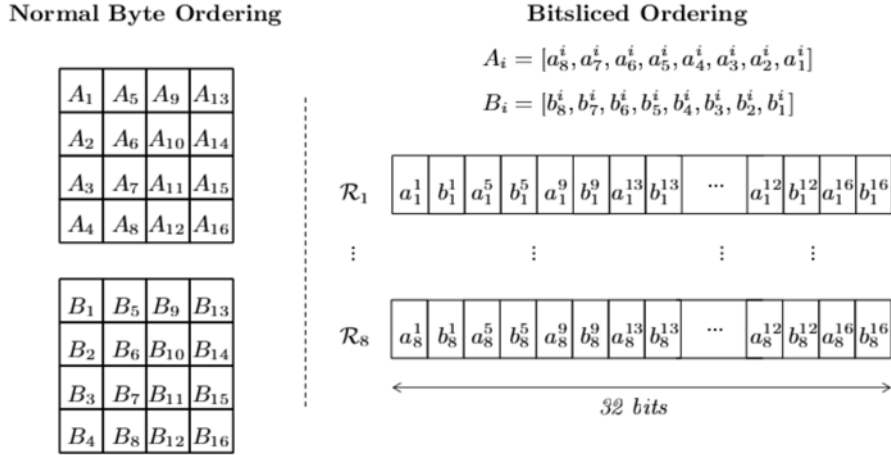 Normal Byte Ordering
A_1 A_5 A_9 A_13
A_2 A_6 A_10 A_14
A_3 A_7 A_11 A_15
A_4 A_8 A_12 A_16
B_1 B_5 B_9 B_13
B_2 B_6 B_10 B_14
B_3 B_7 B_11 B_15
B_4 B_8 B_12 B_16
Bitsliced Ordering
A_i = [a_8^i, a_7^i, a_6^i, a_5^i, a_4^i, a_3^i, a_2^i, a_1^i]
B_i = [b_8^i, b_7^i, b_6^i, b_5^i, b_4^i, b_3^i, b_2^i, b_1^i]
R_1 a_1^1 b_1^1 a_1^5 b_1^5 a_1^9 b_1^9 a_1^13 b_1^13 ... a_1^12 b_1^12 a_1^16 b_1^16
⋮ ⋮ ⋮ ⋮
R_8 a_8^1 b_8^1 a_8^5 b_8^5 a_8^9 b_8^9 a_8^13 b_8^13 ... a_8^12 b_8^12 a_8^16 b_8^16
32 bits